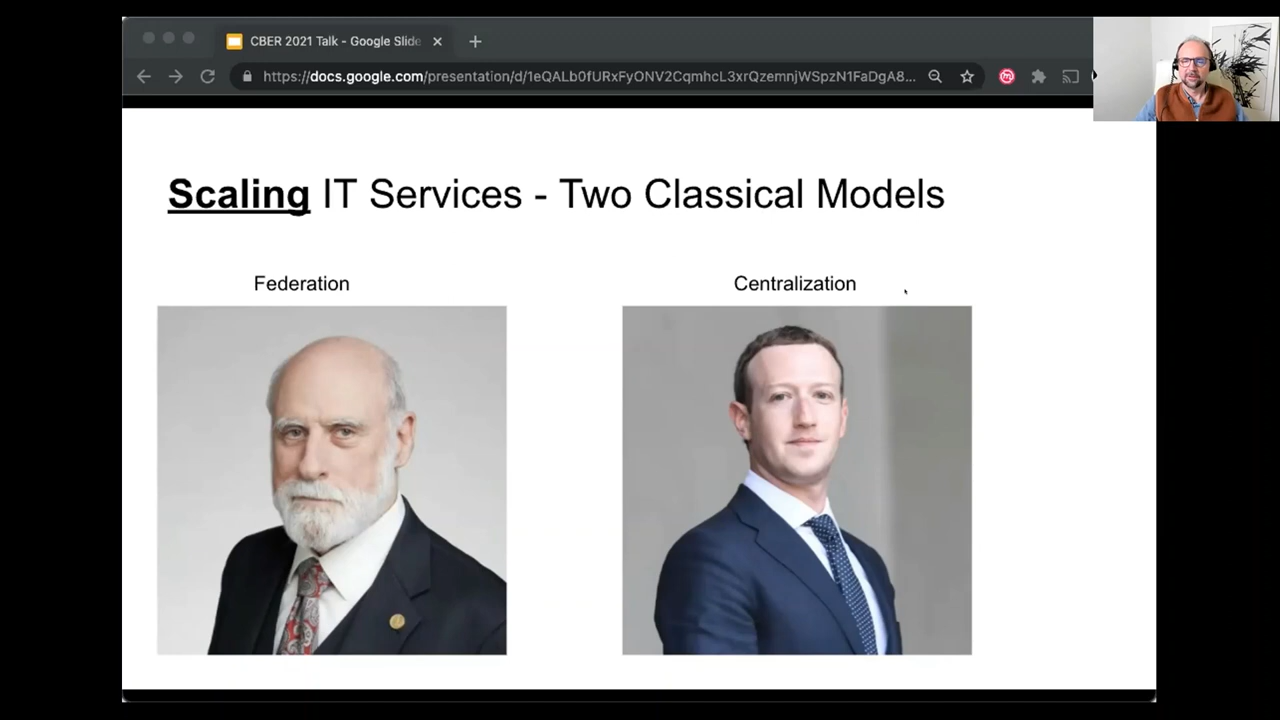 CBER 2021 Talk - Google Slide
https://docs.google.com/presentation/d/1eQALb0fURxFyONV2CqmhcL3xrQzemnjWSpzN1FaDgA8...
Scaling IT Services - Two Classical Models
Federation
Centralization